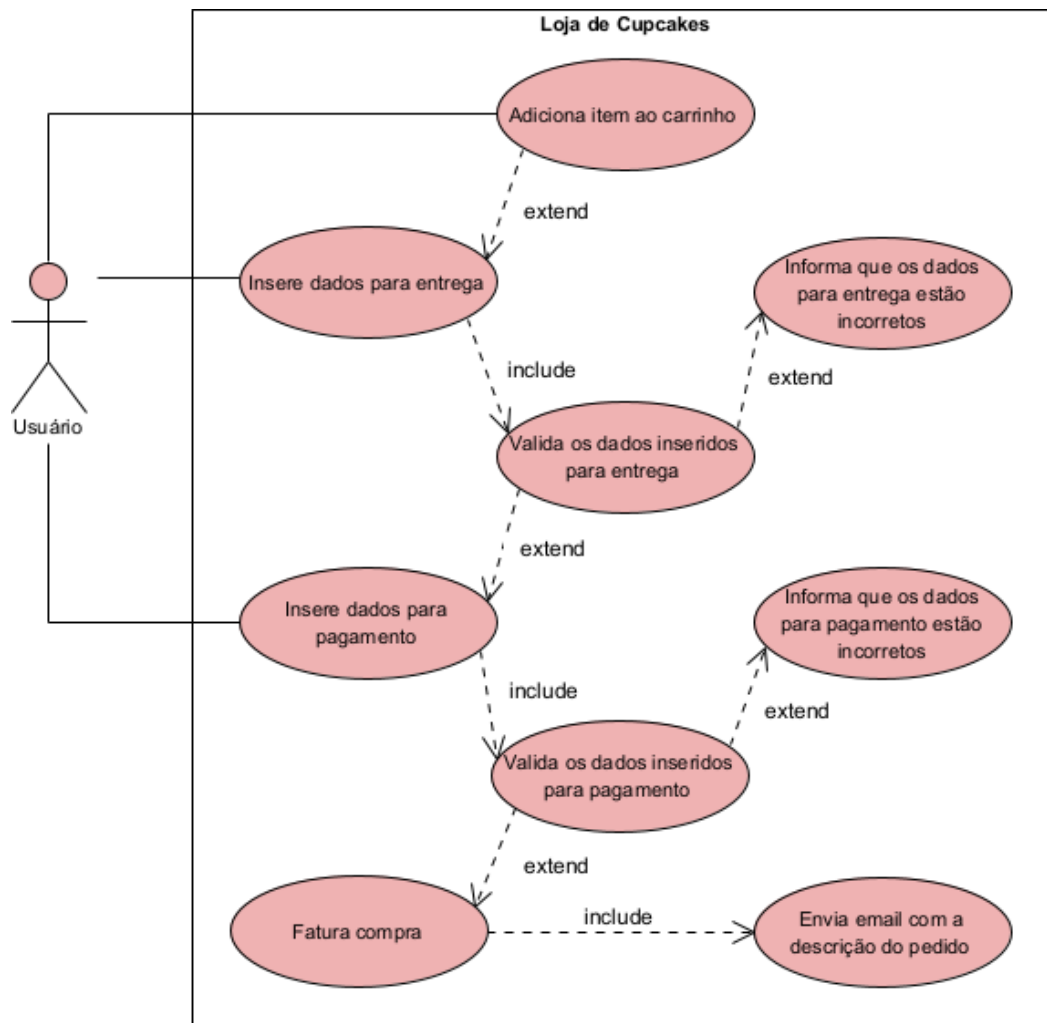 Loja de Cupcakes
Adiciona item ao carrinho
extend
Insere dados para entrega
Informa que os dados
para entrega estão
incorretos
include
extend
Usuário
Valida os dados inseridos
para entrega
extend
Insere dados para
pagamento
Informa que os dados
para pagamento estão
incorretos
include
extend
Valida os dados inseridos
para pagamento
extend
Fatura compra
include
Envia email com a
descrição do pedido